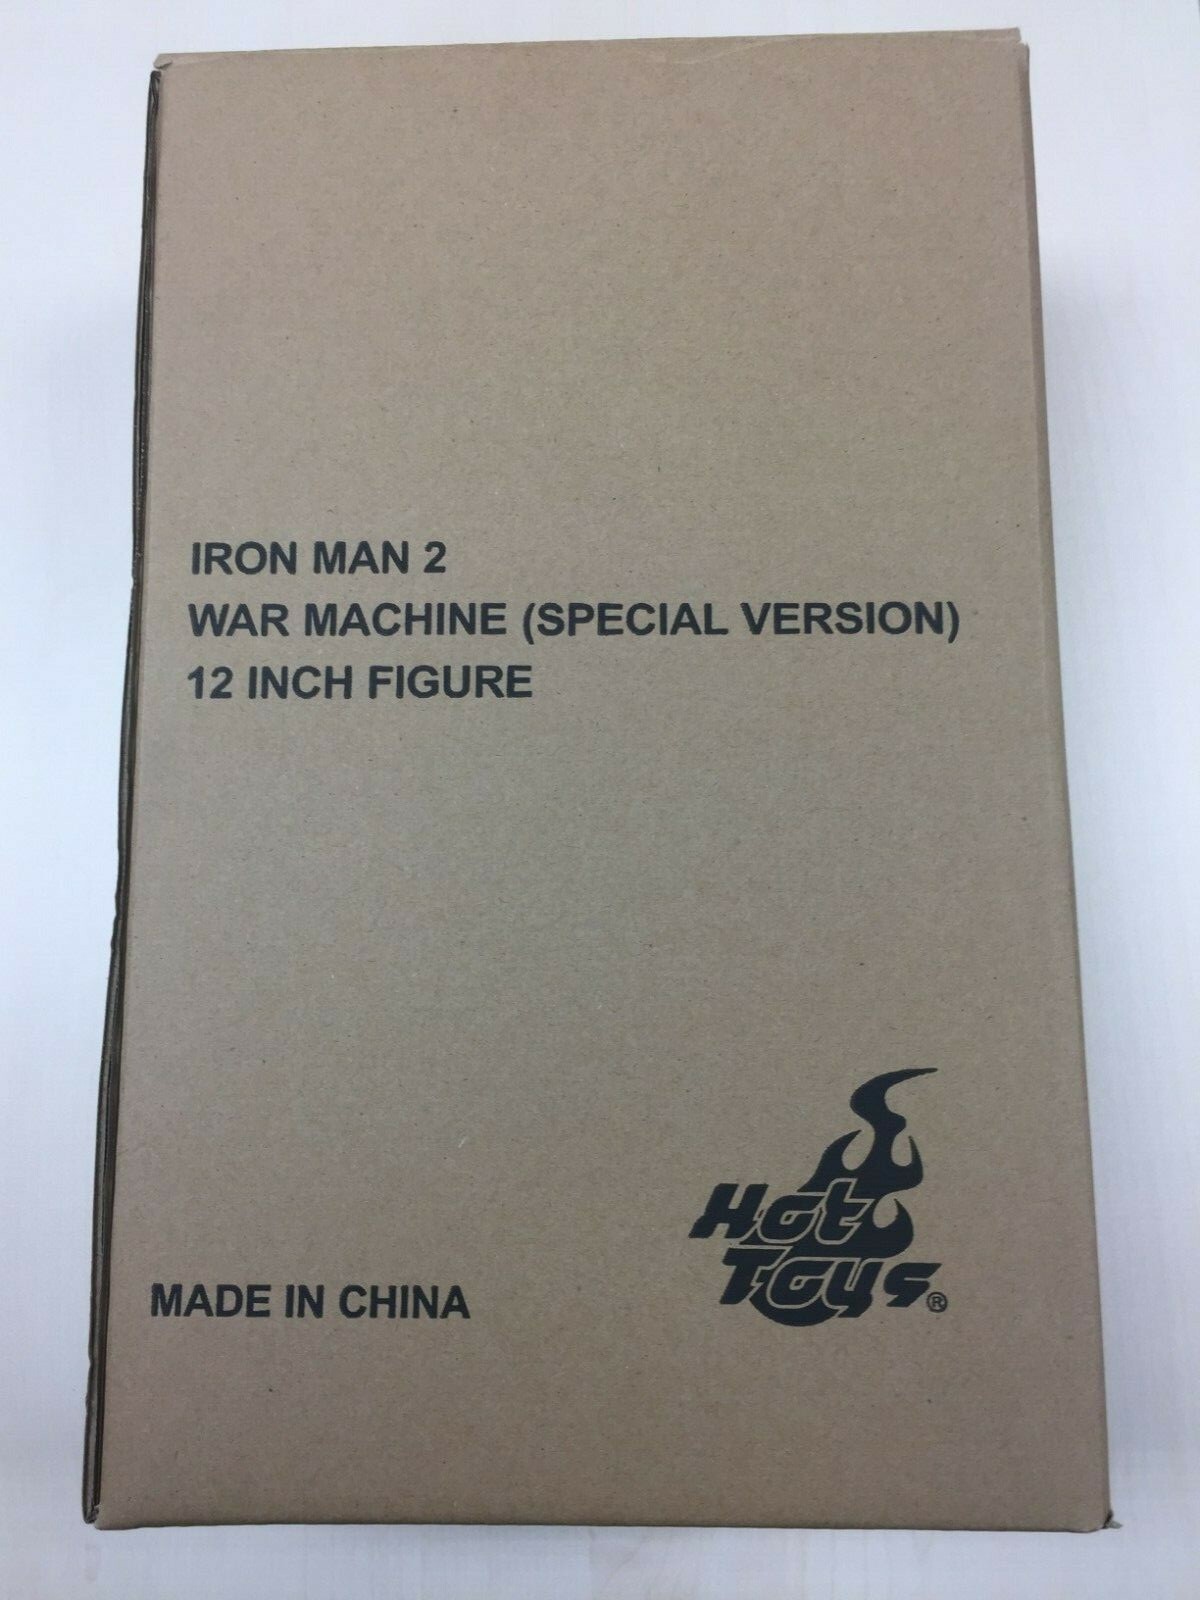 IRON MAN 2
WAR MACHINE (SPECIAL VERSION)
12 INCH FIGURE
Hot
Toys®
MADE IN CHINA